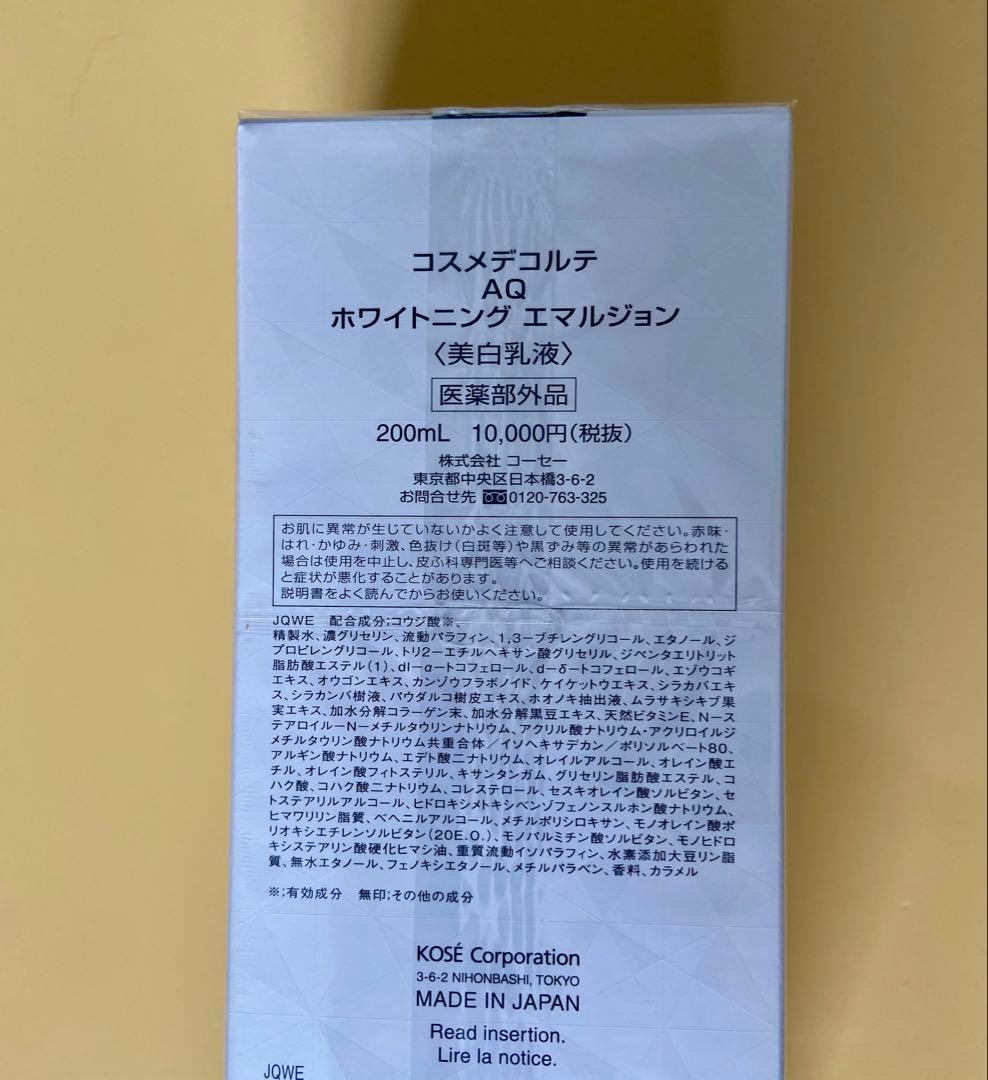 コスメデコルテ
AQ
ホワイトニング エマルジョン
〈美白乳液〉
医薬部外品
200mL 10,000円(税抜)
株式会社 コーセー
東京都中央区日本橋3-6-2
お問合せ先 0120-763-325
お肌に異常が生じていないかよく注意して使用してください。赤味・
はれ・かゆみ・刺激、色抜け(白斑等)や黒ずみ等の異常があらわれた
場合は使用を中止し、皮ふ科専門医等へご相談ください。使用を続ける
と症状が悪化することがあります。
説明書をよく読んでからお使いください。
JQWE 配合成分;コウジ酸※、
精製水、濃グリセリン、流動パラフィン、1,3ーブチレングリコール、エタノール、ジ
プロピレングリコール、トリ2ーエチルヘキサン酸グリセリル、ジペンタエリトリット
脂肪酸エステル(1)、dlーαートコフェロール、dーδートコフェロール、エゾウコギ
エキス、オウゴンエキス、カンゾウフラボノイド、ケイケットウエキス、シラカバエキ
ス、シラカンバ樹液、パウダルコ樹皮エキス、ホオノキ抽出液、ムラサキシキブ果
実エキス、加水分解コラーゲン末、加水分解黒豆エキス、天然ビタミンE、Nース
テアロイルーNーメチルタウリンナトリウム、アクリル酸ナトリウム・アクリロイルジ
メチルタウリン酸ナトリウム共重合体/イソヘキサデカン/ポリソルベート80、
アルギン酸ナトリウム、エデト酸二ナトリウム、オレイルアルコール、オレイン酸エ
チル、オレイン酸フィトステリル、キサンタンガム、グリセリン脂肪酸エステル、コ
ハク酸、コハク酸二ナトリウム、コレステロール、セスキオレイン酸ソルビタン、セ
トステアリルアルコール、ヒドロキシメトキシベンゾフェノンスルホン酸ナトリウム、
ヒマワリリン脂質、ベヘニルアルコール、メチルポリシロキサン、モノオレイン酸ポ
リオキシエチレンソルビタン(20E.O.)、モノパルミチン酸ソルビタン、モノヒドロ
キシステアリン酸硬化ヒマシ油、重質流動イソパラフィン、水素添加大豆リン脂
質、無水エタノール、フェノキシエタノール、メチルパラベン、香料、カラメル
※;有効成分 無印;その他の成分
KOSÉ Corporation
3-6-2 NIHONBASHI, TOKYO
MADE IN JAPAN
Read insertion.
Lire la notice.
JQWE